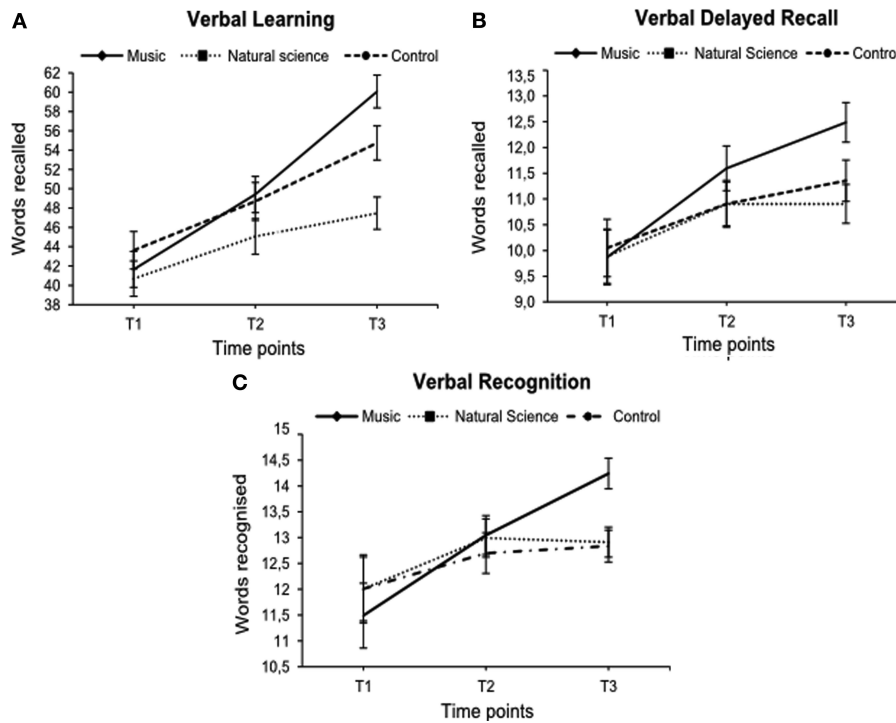 A
Verbal Learning
Music Natural science Control
Words recalled
62
60
58
56
54
52
50
48
46
44
42
40
38
T1 T2 T3
Time points
B
Verbal Delayed Recall
Music Natural Science Control
Words recalled
13,5
13,0
12,5
12,0
11,5
11,0
10,5
10,0
9,5
9,0
T1 T2 T3
Time points
C
Verbal Recognition
Music Natural Science Control
Words recognised
15
14,5
14
13,5
13
12,5
12
11,5
11
10,5
T1 T2 T3
Time points